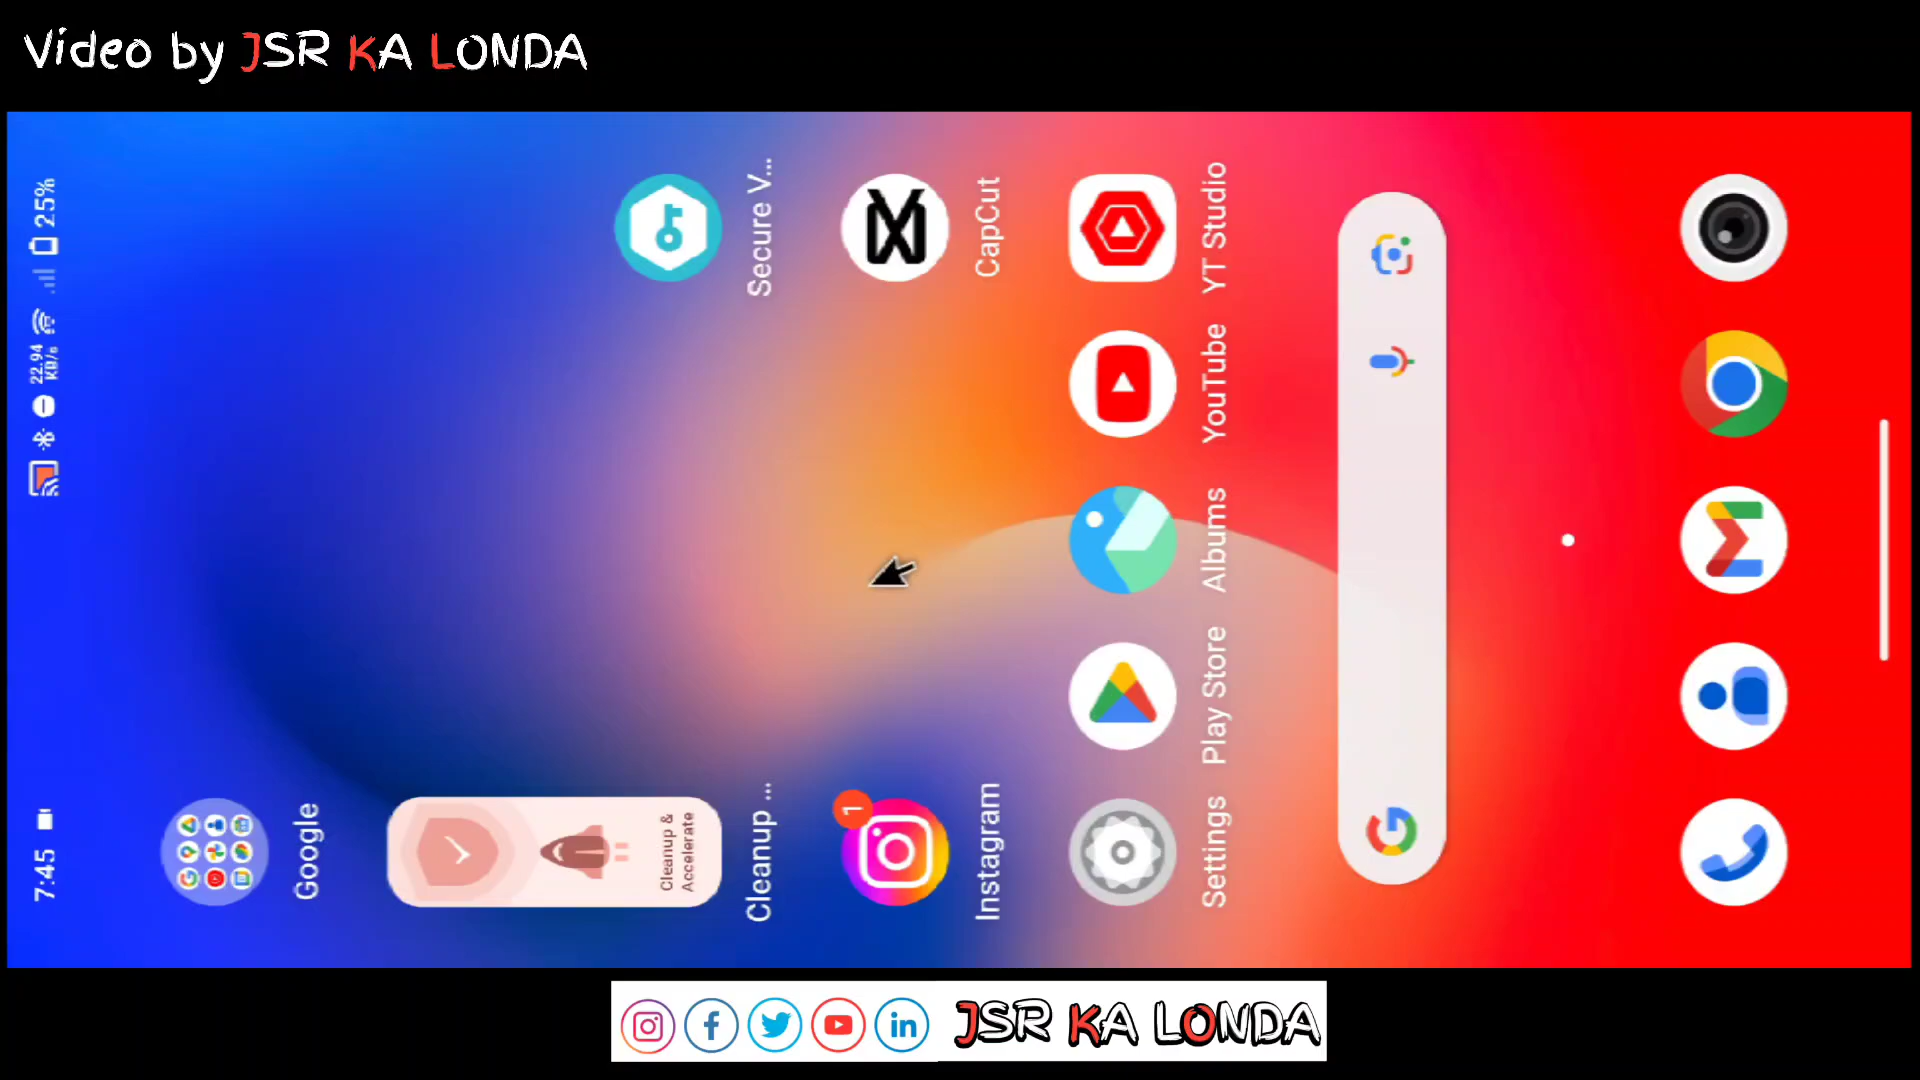 Video by JSR KA LONDA
7:45
22.94
KB/s
25%
Google
Cleanup &
Accelerate
Cleanup ...
Secure V...
1
Instagram
CapCut
Settings
Play Store
Albums
YouTube
YT Studio
JSR KA LONDA